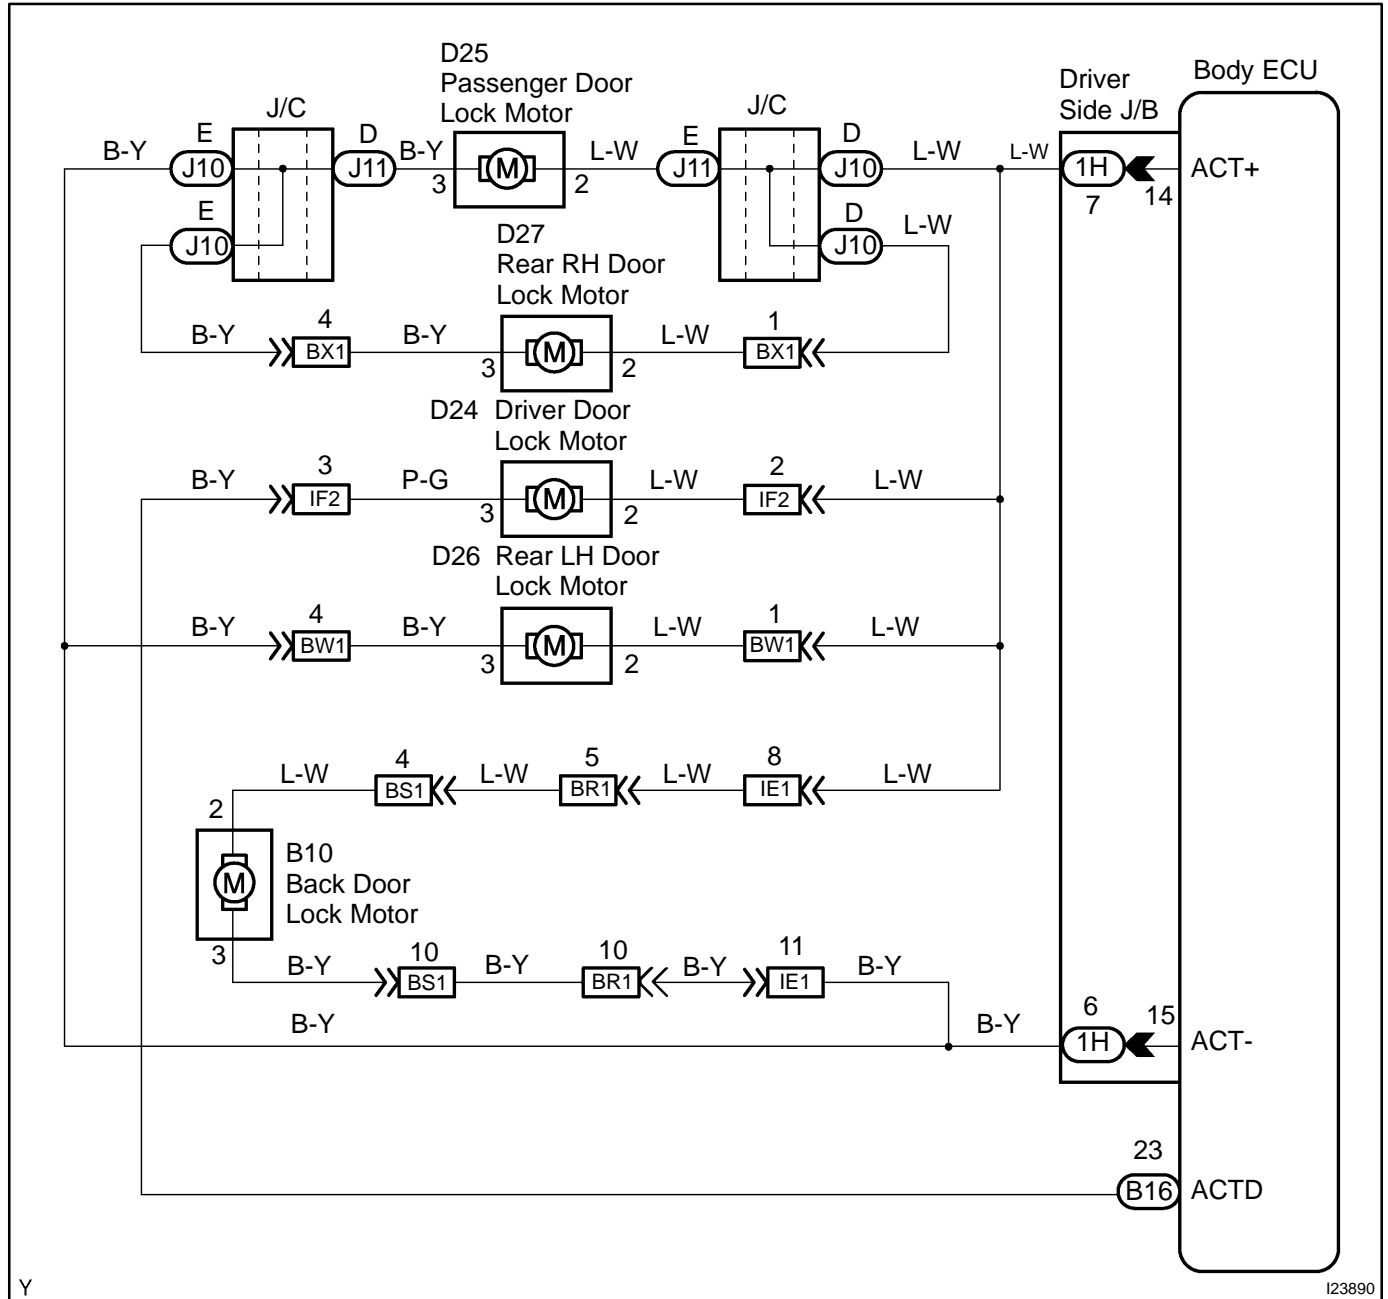 D25
Passenger Door
Lock Motor
Driver
Side J/B
Body ECU
J/C
J/C
B-Y
E
J10
D
J11
B-Y
3
M
2
L-W
E
J11
D
J10
L-W
L-W
1H
7
14
ACT+
E
J10
D
J10
L-W
D27
Rear RH Door
Lock Motor
B-Y
4
BX1
B-Y
3
M
2
L-W
1
BX1
D24 Driver Door
Lock Motor
B-Y
3
IF2
P-G
3
M
2
L-W
2
IF2
L-W
D26 Rear LH Door
Lock Motor
B-Y
4
BW1
B-Y
3
M
2
L-W
1
BW1
L-W
L-W
4
BS1
L-W
5
BR1
L-W
8
IE1
L-W
2
M
B10
Back Door
Lock Motor
3
B-Y
10
BS1
B-Y
10
BR1
B-Y
11
IE1
B-Y
B-Y
B-Y
6
1H
15
ACT-
23
B16
ACTD
Y
I23890